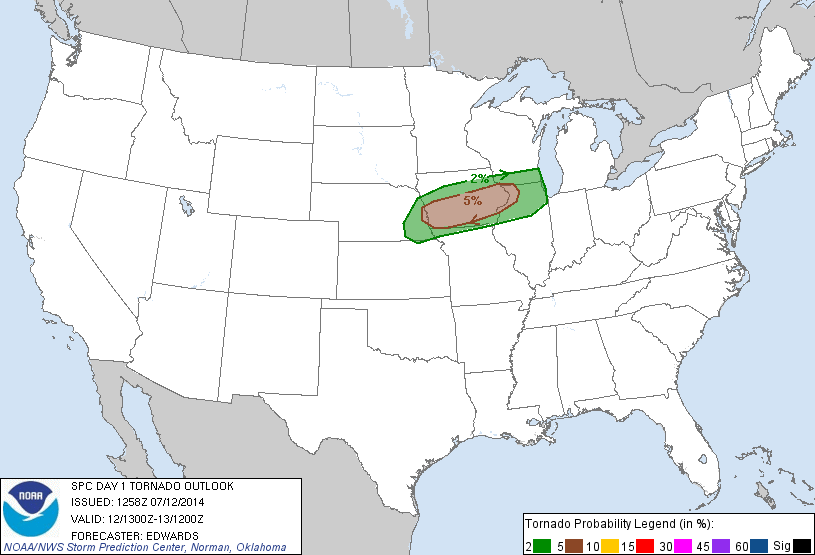 2%
5%
NOAA
SPC DAY 1 TORNADO OUTLOOK
ISSUED: 1258Z 07/12/2014
VALID: 12/1300Z-13/1200Z
FORECASTER: EDWARDS
NOAA/NWS Storm Prediction Center, Norman, Oklahoma
Tornado Probability Legend (in %):
2 5 10 15 30 45 60 Sig